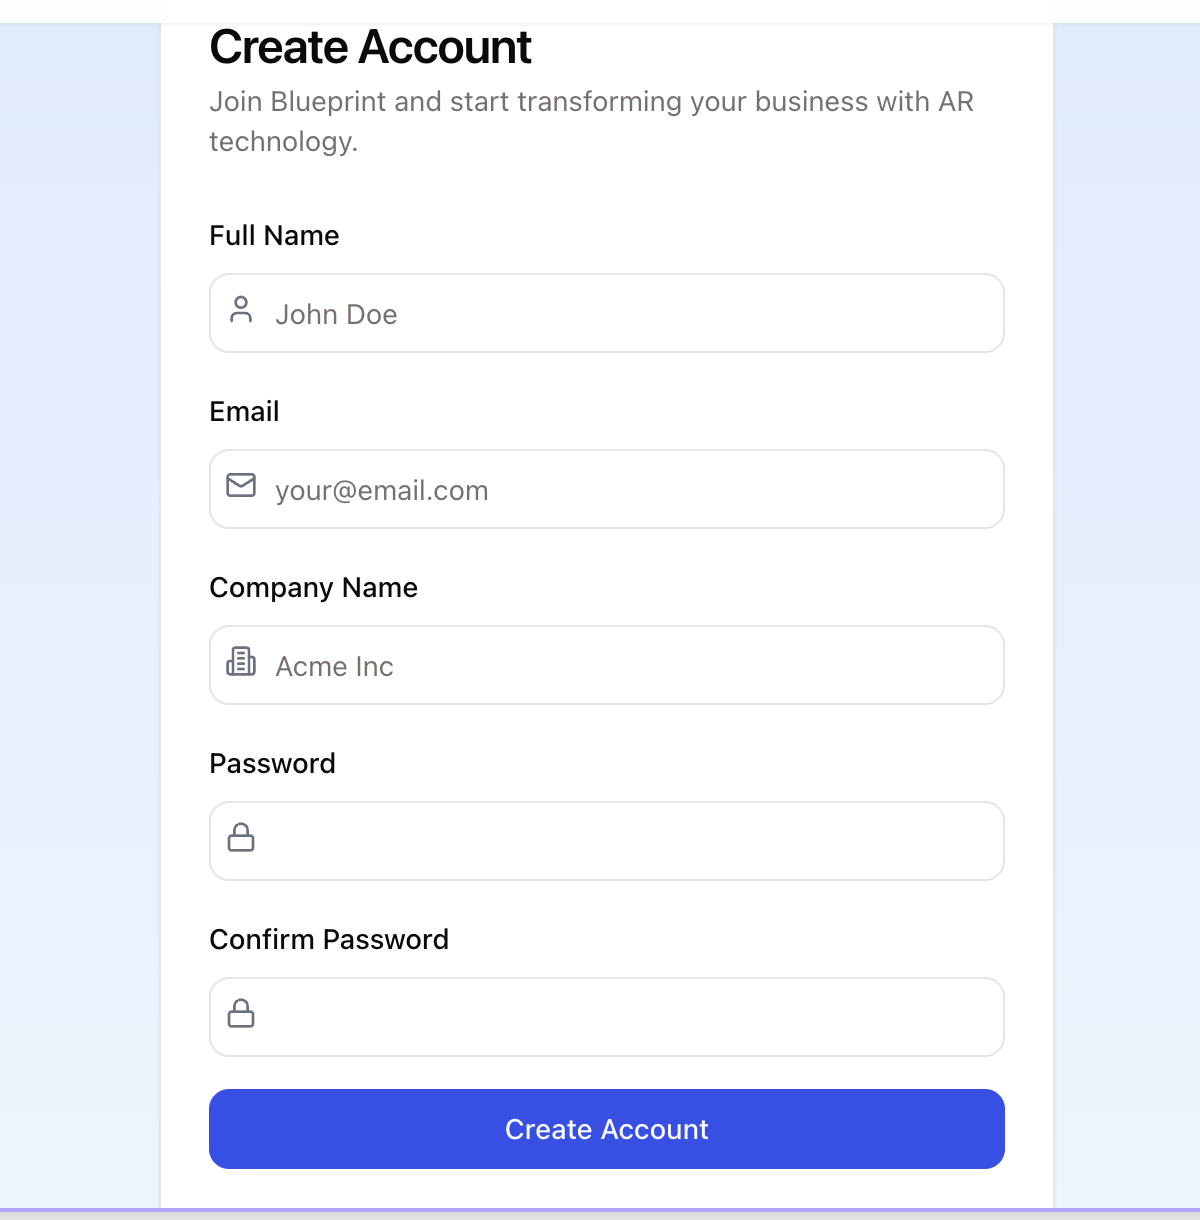 Create Account
Join Blueprint and start transforming your business with AR
technology.
Full Name
John Doe
Email
your@email.com
Company Name
Acme Inc
Password
Confirm Password
Create Account